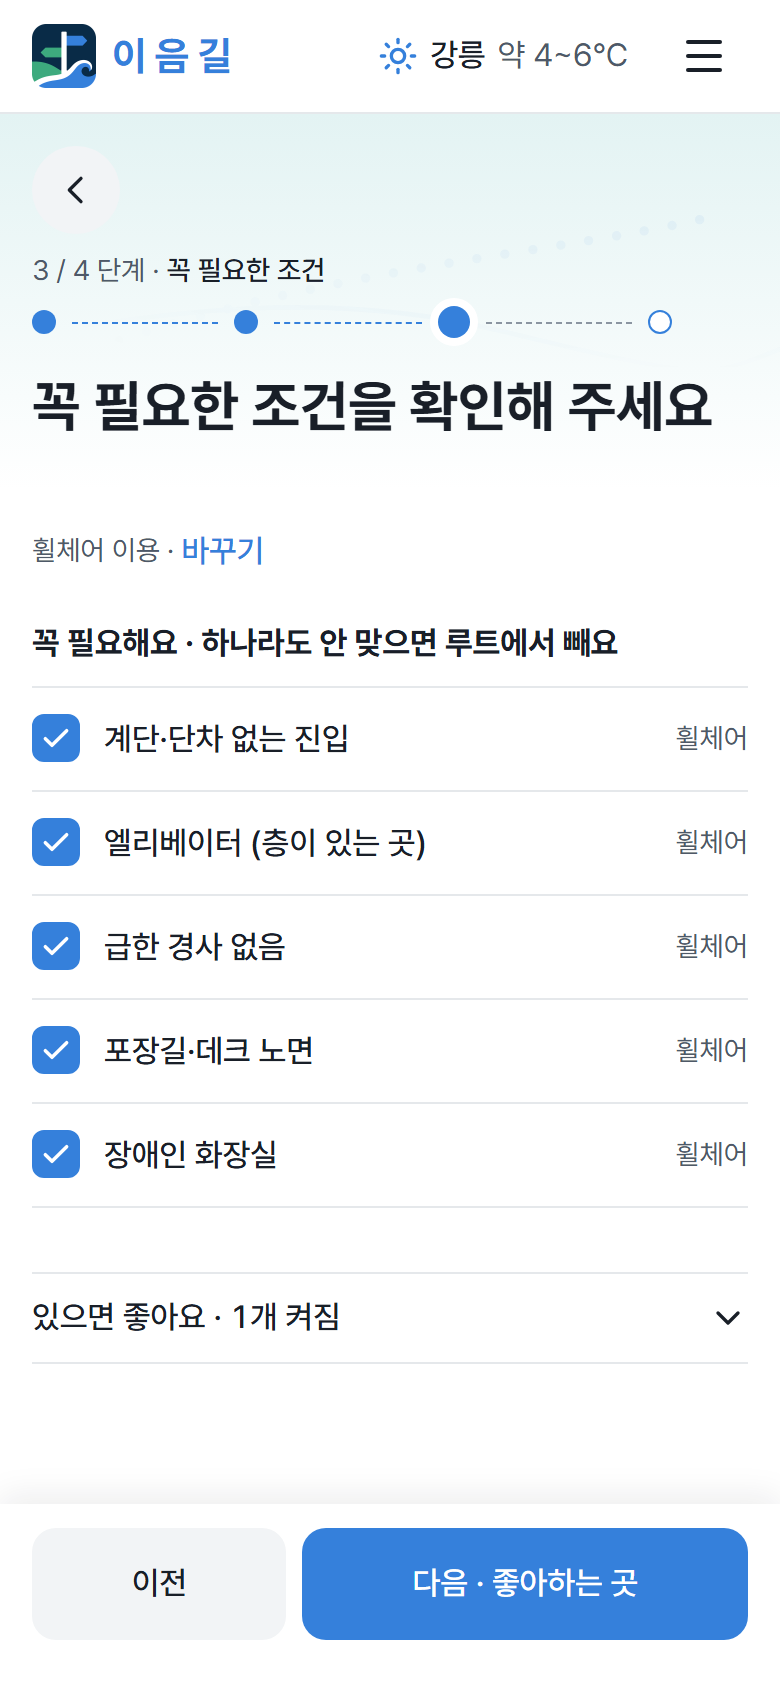 이음길
강릉 약 4~6°C
3 / 4 단계 · 꼭 필요한 조건
꼭 필요한 조건을 확인해 주세요
휠체어 이용 · 바꾸기
꼭 필요해요 · 하나라도 안 맞으면 루트에서 빼요
계단·단차 없는 진입 휠체어
엘리베이터 (층이 있는 곳) 휠체어
급한 경사 없음 휠체어
포장길·데크 노면 휠체어
장애인 화장실 휠체어
있으면 좋아요 · 1개 켜짐
이전
다음 · 좋아하는 곳